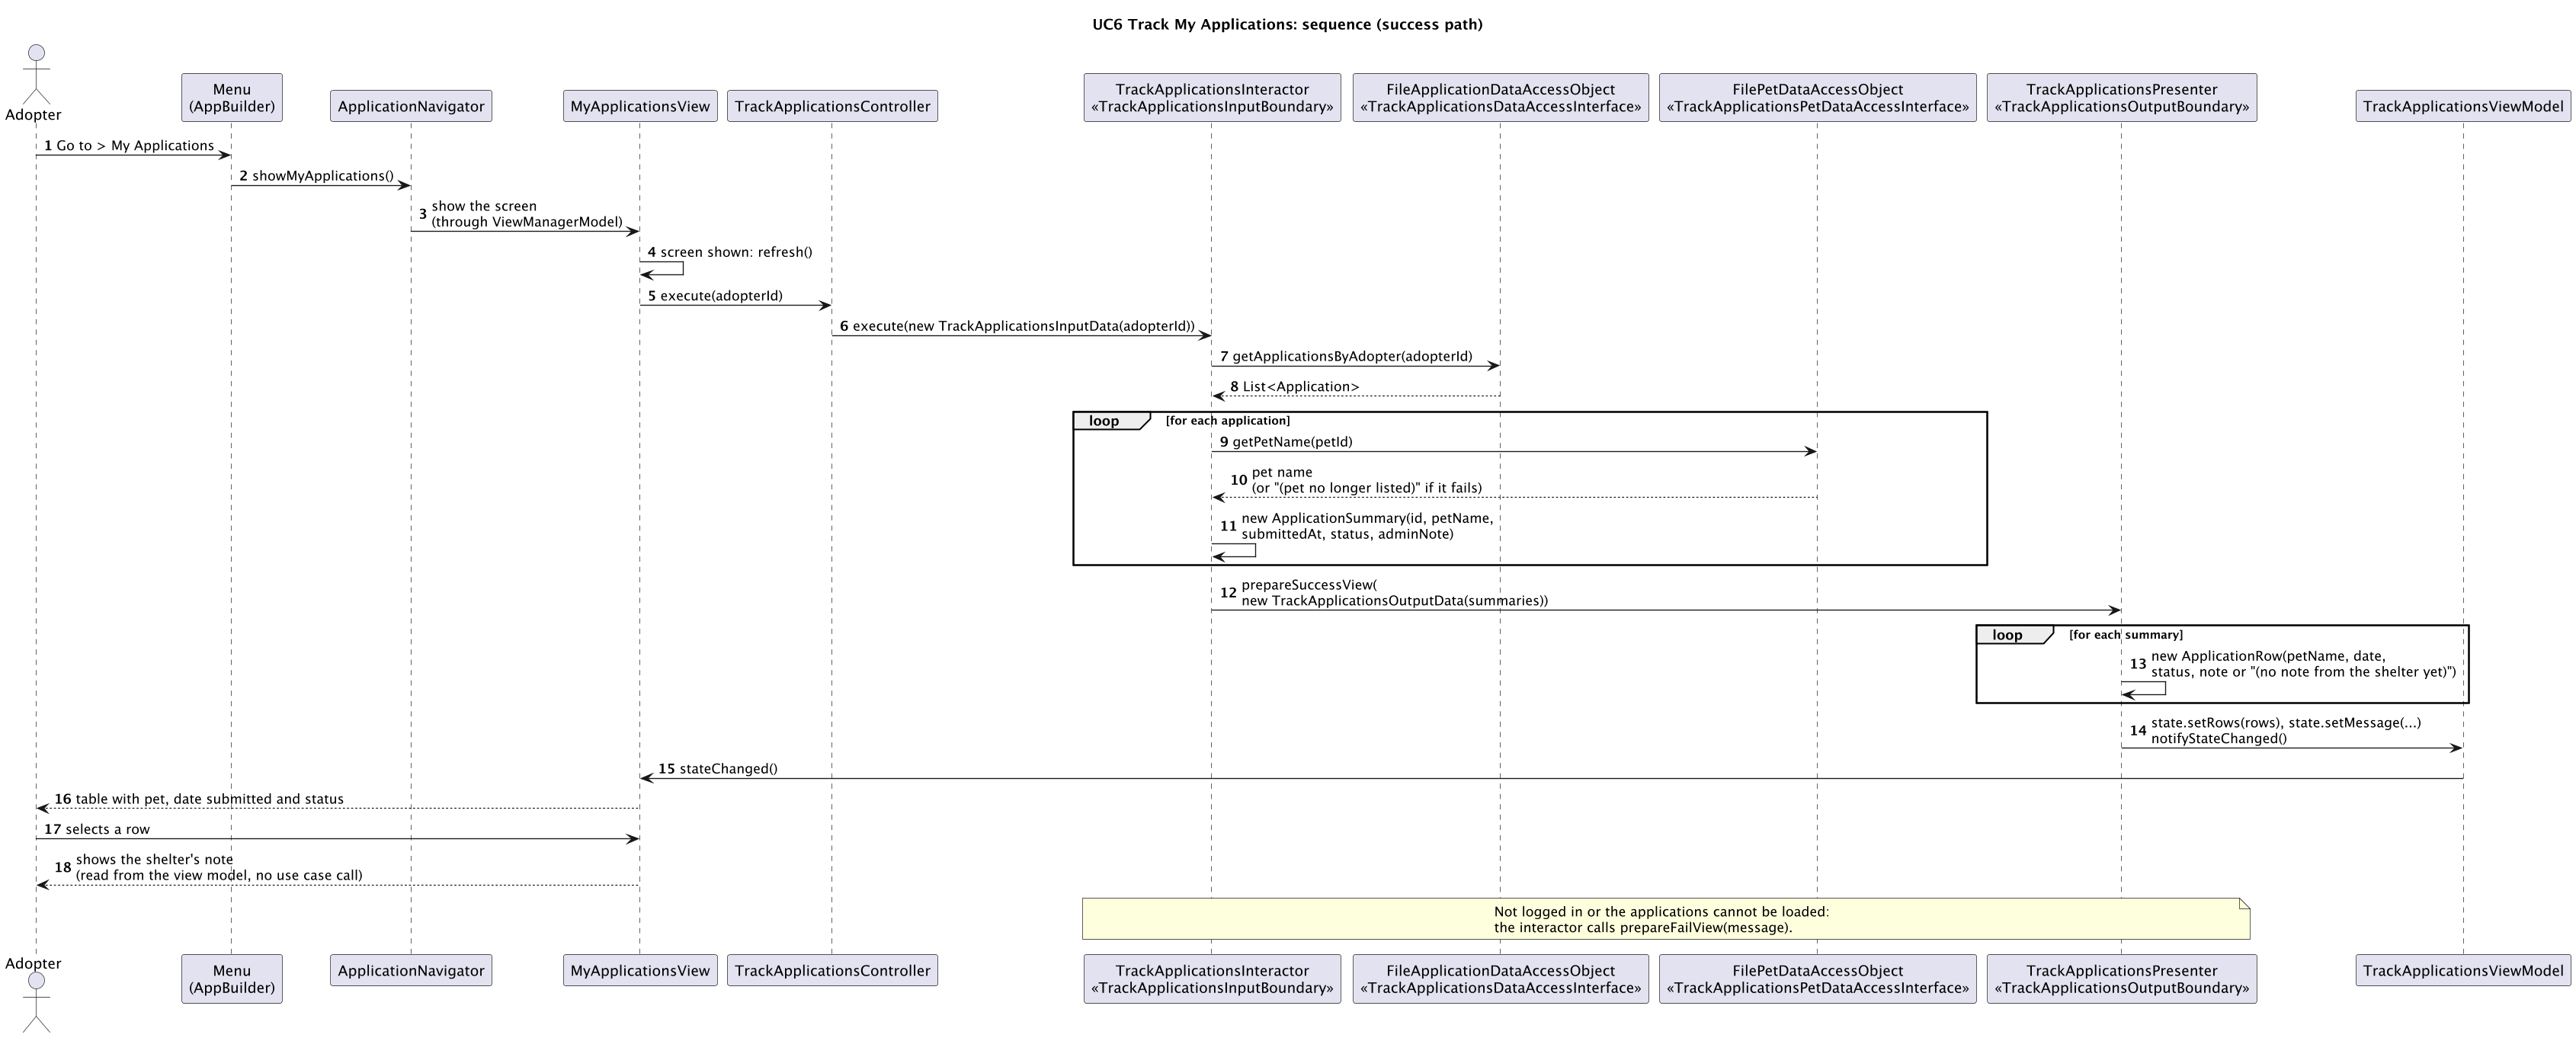 UC6 Track My Applications: sequence (success path)
Adopter
Menu
(AppBuilder)
ApplicationNavigator
MyApplicationsView
TrackApplicationsController
TrackApplicationsInteractor
«TrackApplicationsInputBoundary»
FileApplicationDataAccessObject
«TrackApplicationsDataAccessInterface»
FilePetDataAccessObject
«TrackApplicationsPetDataAccessInterface»
TrackApplicationsPresenter
«TrackApplicationsOutputBoundary»
TrackApplicationsViewModel
1 Go to > My Applications
2 showMyApplications()
3 show the screen
(through ViewManagerModel)
4 screen shown: refresh()
5 execute(adopterId)
6 execute(new TrackApplicationsInputData(adopterId))
7 getApplicationsByAdopter(adopterId)
8 List<Application>
loop [for each application]
9 getPetName(petId)
10 pet name
(or "(pet no longer listed)" if it fails)
11 new ApplicationSummary(id, petName,
submittedAt, status, adminNote)
12 prepareSuccessView(
new TrackApplicationsOutputData(summaries))
loop [for each summary]
13 new ApplicationRow(petName, date,
status, note or "(no note from the shelter yet)")
14 state.setRows(rows), state.setMessage(...)
notifyStateChanged()
15 stateChanged()
16 table with pet, date submitted and status
17 selects a row
18 shows the shelter's note
(read from the view model, no use case call)
Not logged in or the applications cannot be loaded:
the interactor calls prepareFailView(message).
Adopter
Menu
(AppBuilder)
ApplicationNavigator
MyApplicationsView
TrackApplicationsController
TrackApplicationsInteractor
«TrackApplicationsInputBoundary»
FileApplicationDataAccessObject
«TrackApplicationsDataAccessInterface»
FilePetDataAccessObject
«TrackApplicationsPetDataAccessInterface»
TrackApplicationsPresenter
«TrackApplicationsOutputBoundary»
TrackApplicationsViewModel